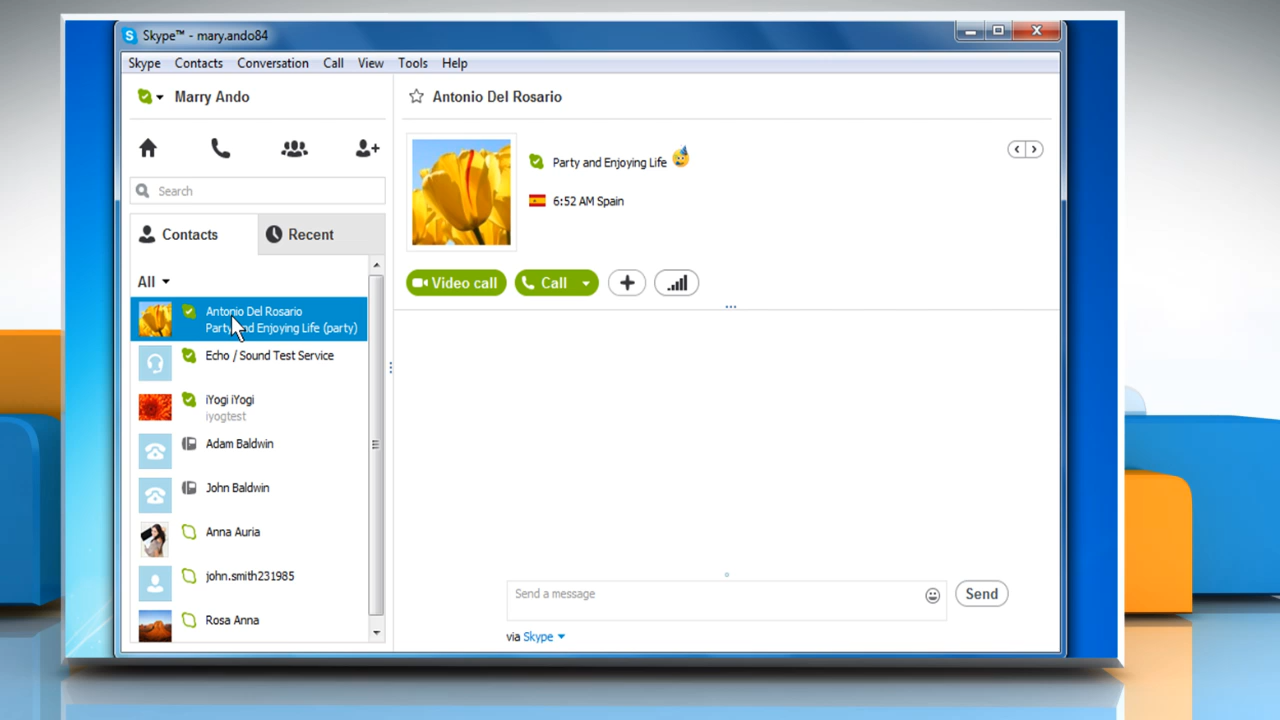 Skype™ - mary.ando84
Skype Contacts Conversation Call View Tools Help
Marry Ando
Search
Contacts
Recent
All
Antonio Del Rosario
Party and Enjoying Life (party)
Echo / Sound Test Service
iYogi iYogi
iyogtest
Adam Baldwin
John Baldwin
Anna Auria
john.smith231985
Rosa Anna
Antonio Del Rosario
Party and Enjoying Life
6:52 AM Spain
Video call
Call
Send a message
Send
via Skype